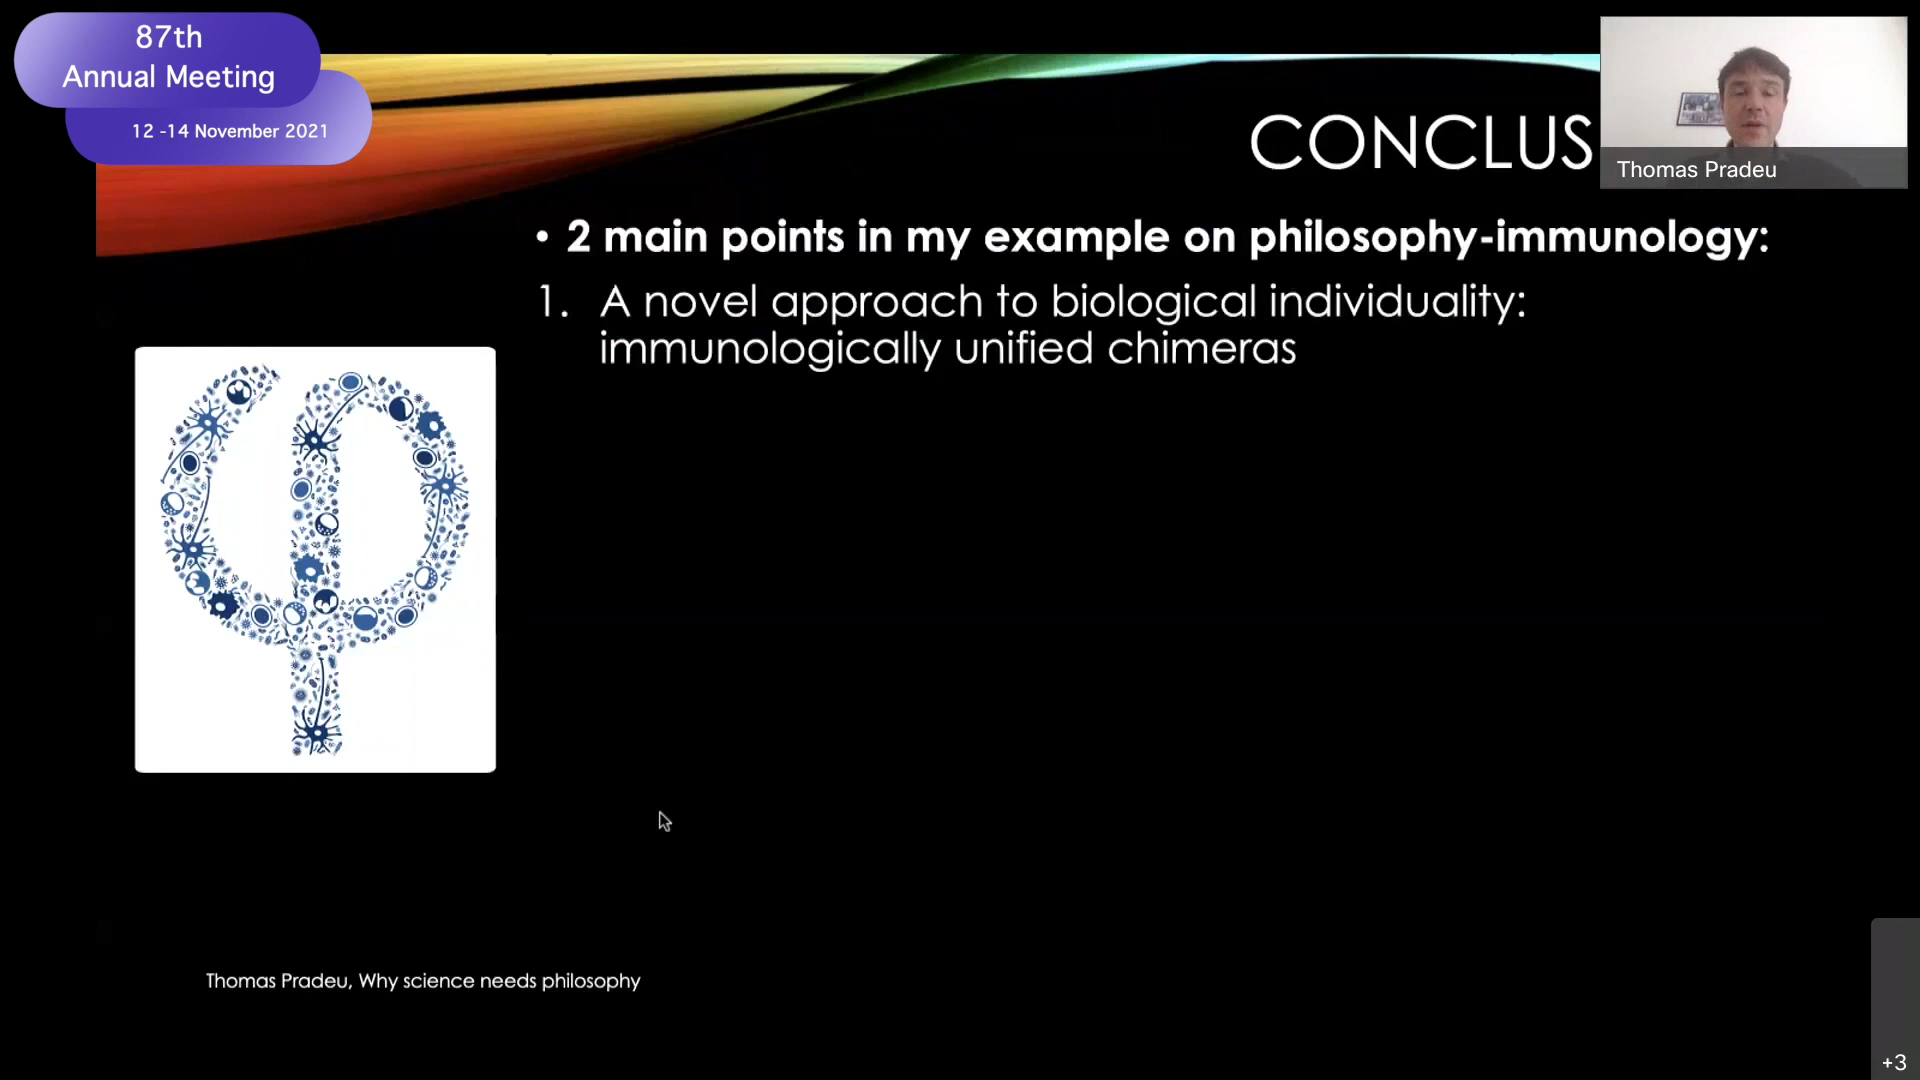 87th
Annual Meeting
12 -14 November 2021
CONCLUS
Thomas Pradeu
• 2 main points in my example on philosophy-immunology:
1. A novel approach to biological individuality:
immunologically unified chimeras
Thomas Pradeu, Why science needs philosophy
+3